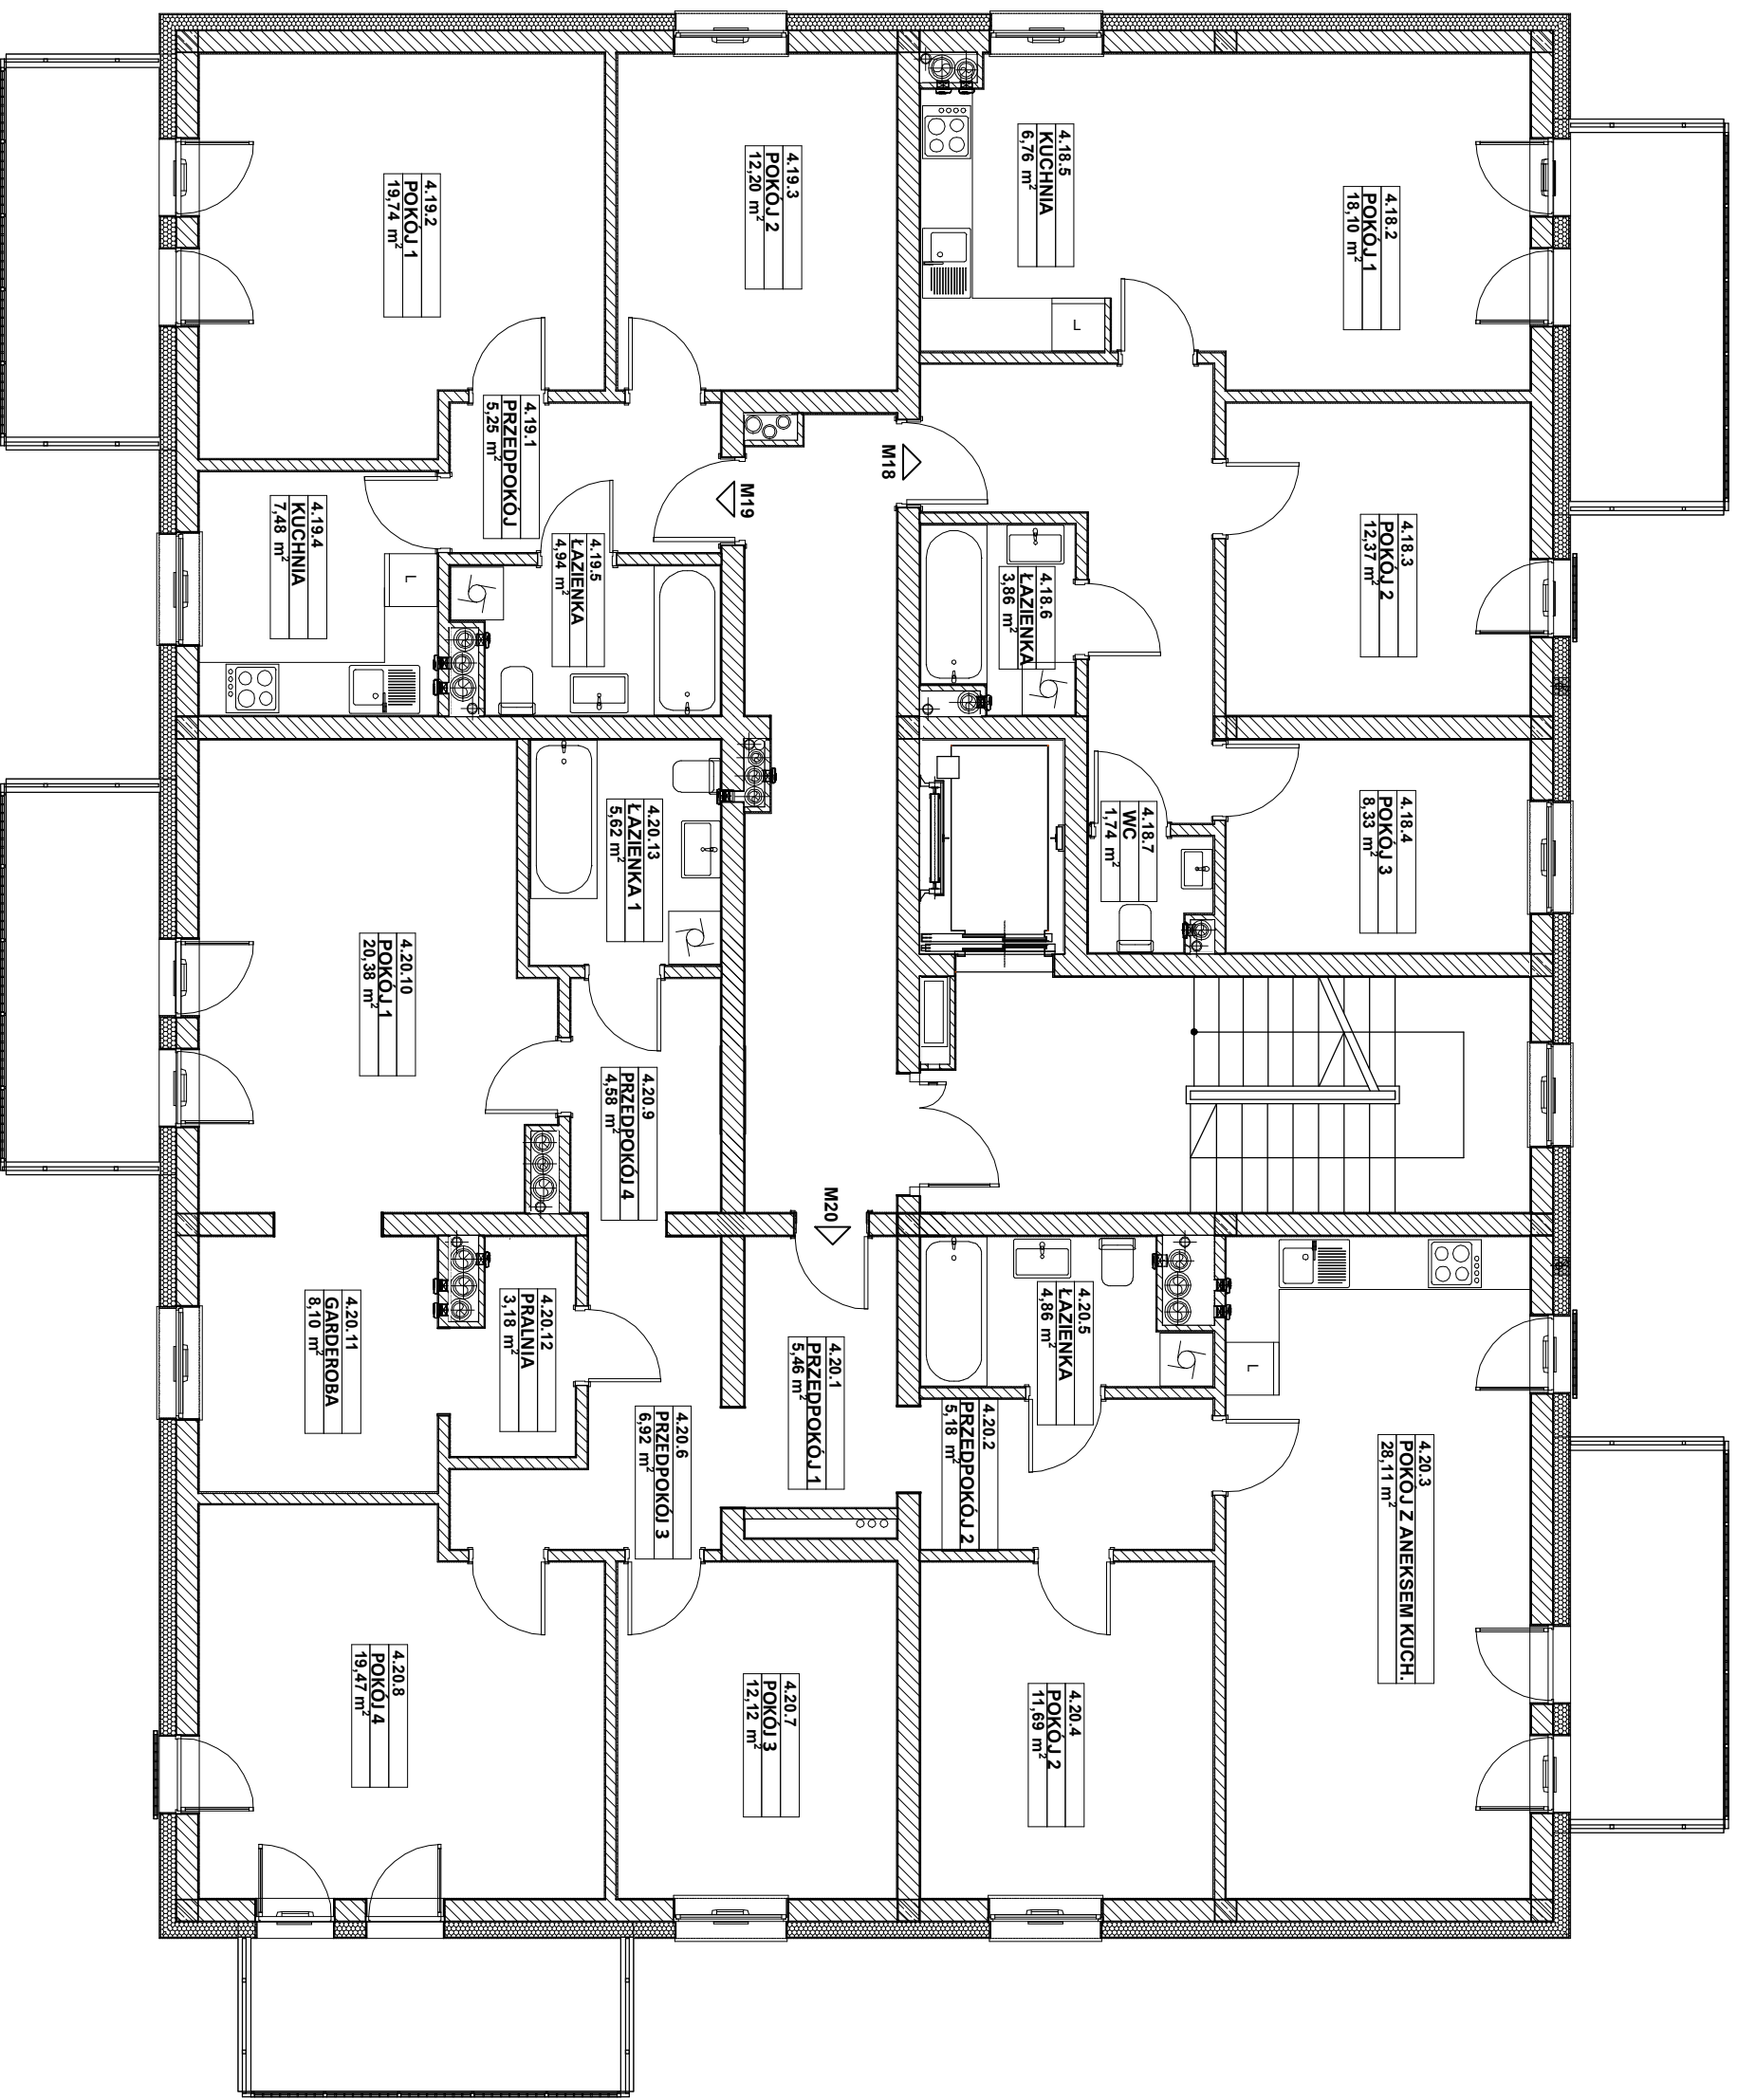 4.18.2
POKÓJ 1
18,10 m²
4.18.3
POKÓJ 2
12,37 m²
4.18.4
POKÓJ 3
8,33 m²
4.20.3
POKÓJ Z ANEKSEM KUCH.
28,11 m²
L
4.18.5
KUCHNIA
6,76 m²
L
4.18.6
ŁAZIENKA
3,86 m²
4.18.7
WC
1,74 m²
4.20.5
ŁAZIENKA
4,86 m²
4.20.2
PRZEDPOKÓJ 2
5,18 m²
4.20.4
POKÓJ 2
11,69 m²
M18
M20
4.20.1
PRZEDPOKÓJ 1
5,46 m²
M19
4.19.3
POKÓJ 2
12,20 m²
4.19.1
PRZEDPOKÓJ
5,25 m²
4.19.5
ŁAZIENKA
4,94 m²
4.20.13
ŁAZIENKA 1
5,62 m²
4.20.9
PRZEDPOKÓJ 4
4,58 m²
4.20.6
PRZEDPOKÓJ 3
6,92 m²
4.20.7
POKÓJ 3
12,12 m²
4.20.12
PRALNIA
3,18 m²
4.19.2
POKÓJ 1
19,74 m²
L
4.19.4
KUCHNIA
7,48 m²
4.20.10
POKÓJ 1
20,38 m²
4.20.11
GARDEROBA
8,10 m²
4.20.8
POKÓJ 4
19,47 m²